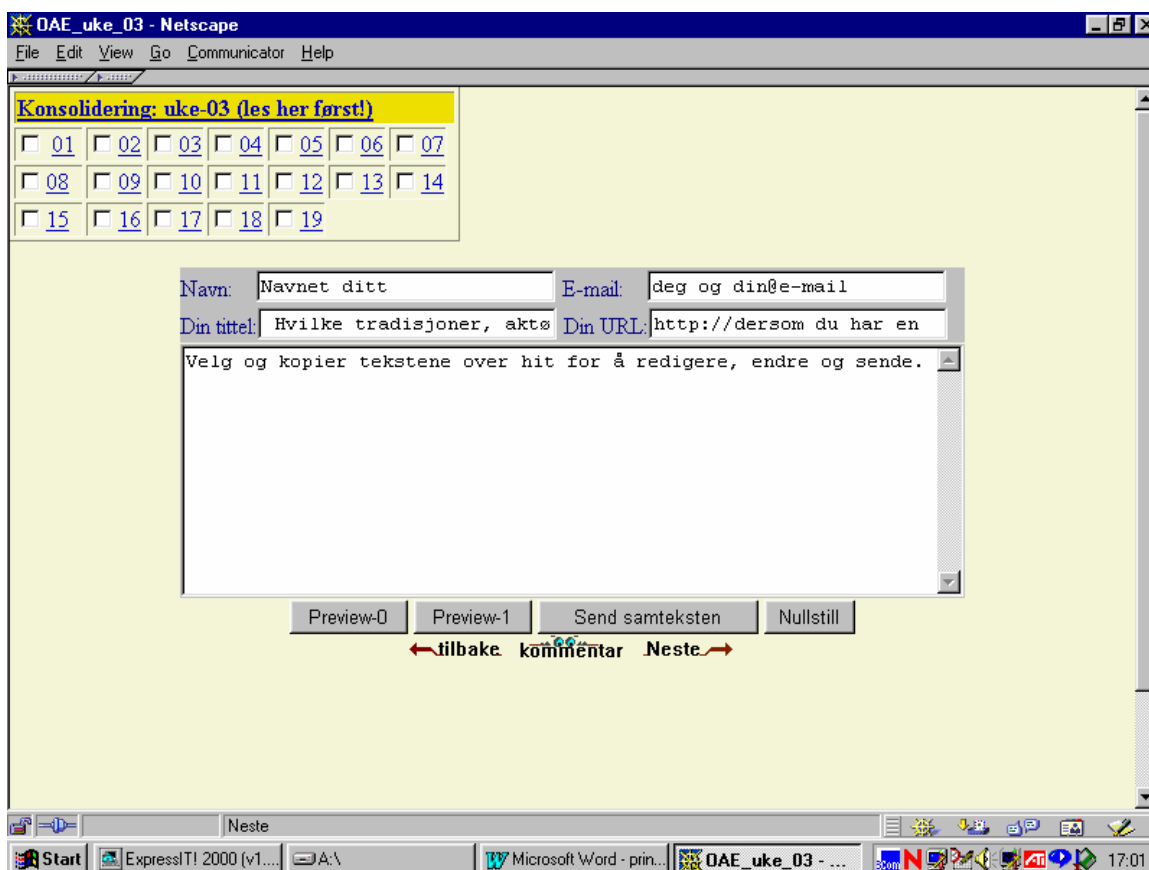 OAE_uke_03 - Netscape
File Edit View Go Communicator Help
Konsolidering: uke-03 (les her først!)
01 02 03 04 05 06 07
08 09 10 11 12 13 14
15 16 17 18 19
Navn: Navnet ditt E-mail: deg og din@e-mail
Din tittel: Hvilke tradisjoner, aktø Din URL: http://dersom du har en
Velg og kopier tekstene over hit for å redigere, endre og sende.
Preview-0 Preview-1 Send samteksten Nullstill
tilbake kommentar Neste
Neste
Start ExpressIT! 2000 (v1.... A:\ Microsoft Word - prin... OAE_uke_03 - ... 3com N ATI 17:01